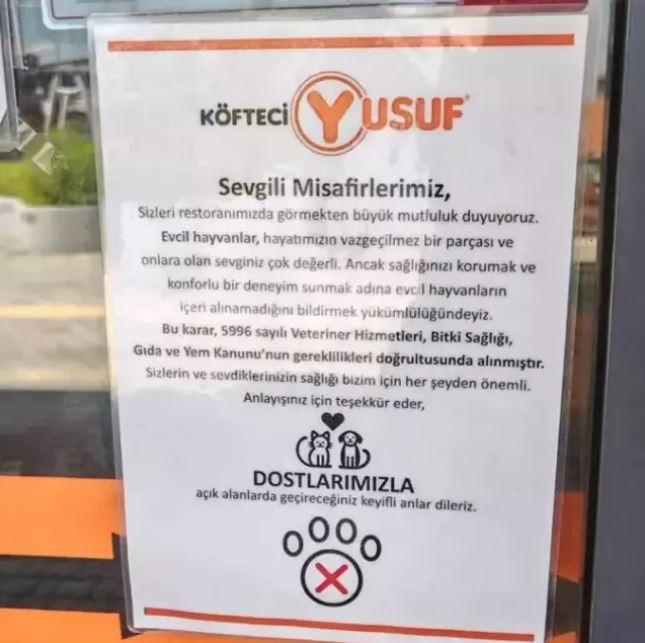 KÖFTECİ YUSUF
Sevgili Misafirlerimiz,
Sizleri restoranımızda görmekten büyük mutluluk duyuyoruz.
Evcil hayvanlar, hayatımızın vazgeçilmez bir parçası ve
onlara olan sevginiz çok değerli. Ancak sağlığınızı korumak ve
konforlu bir deneyim sunmak adına evcil hayvanların
içeri alınamadığını bildirmek yükümlülüğündeyiz.
Bu karar, 5996 sayılı Veteriner Hizmetleri, Bitki Sağlığı,
Gıda ve Yem Kanunu'nun gereklilikleri doğrultusunda alınmıştır.
Sizlerin ve sevdiklerinizin sağlığı bizim için her şeyden önemli.
Anlayışınız için teşekkür eder,
DOSTLARIMIZLA
açık alanlarda geçireceğiniz keyifli anlar dileriz.